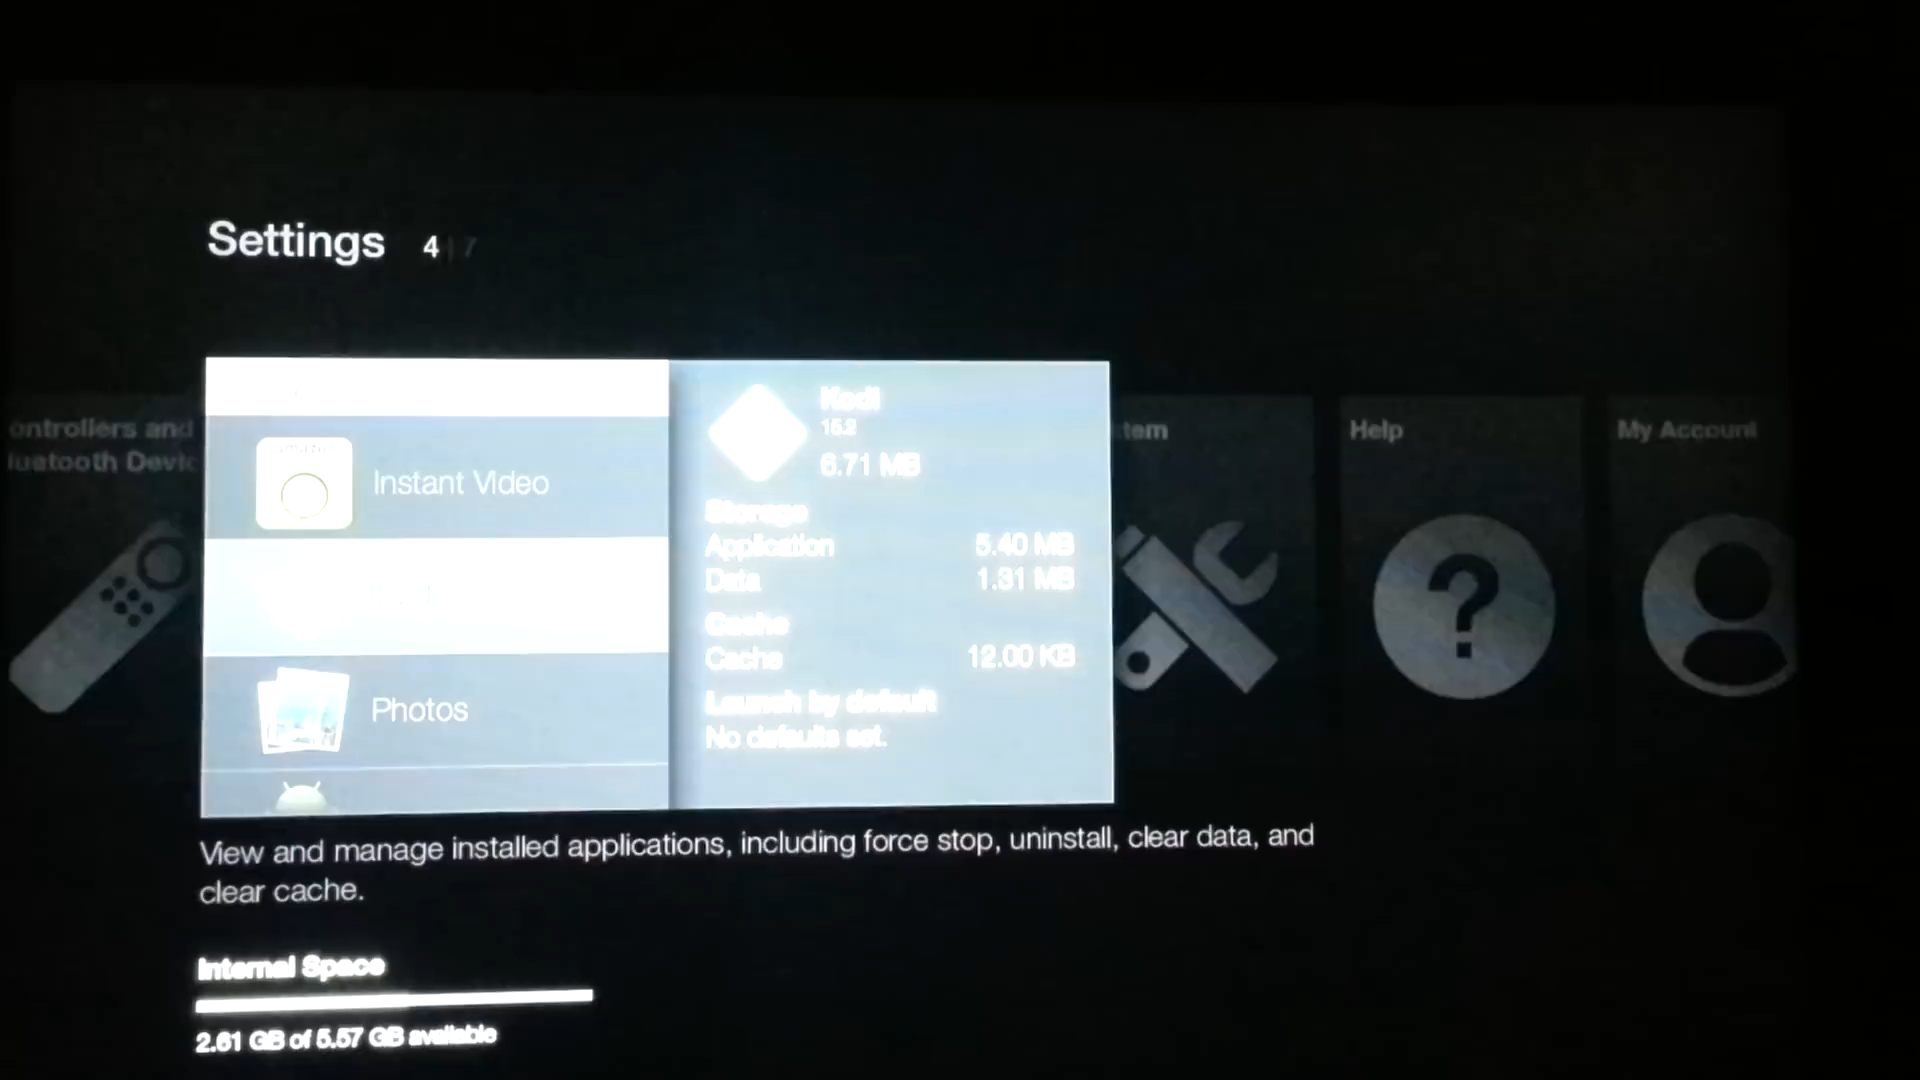 Settings 4 | 7
ontrollers and
luetooth Devic
Instant Video
Photos
Kodi
15.2
6.71 MB
Storage
Application 5.40 MB
Data 1.31 MB
Cache
Cache 12.00 KB
Launch by default
No defaults set.
tem
Help
My Account
View and manage installed applications, including force stop, uninstall, clear data, and
clear cache.
Internal Space
2.61 GB of 5.57 GB available